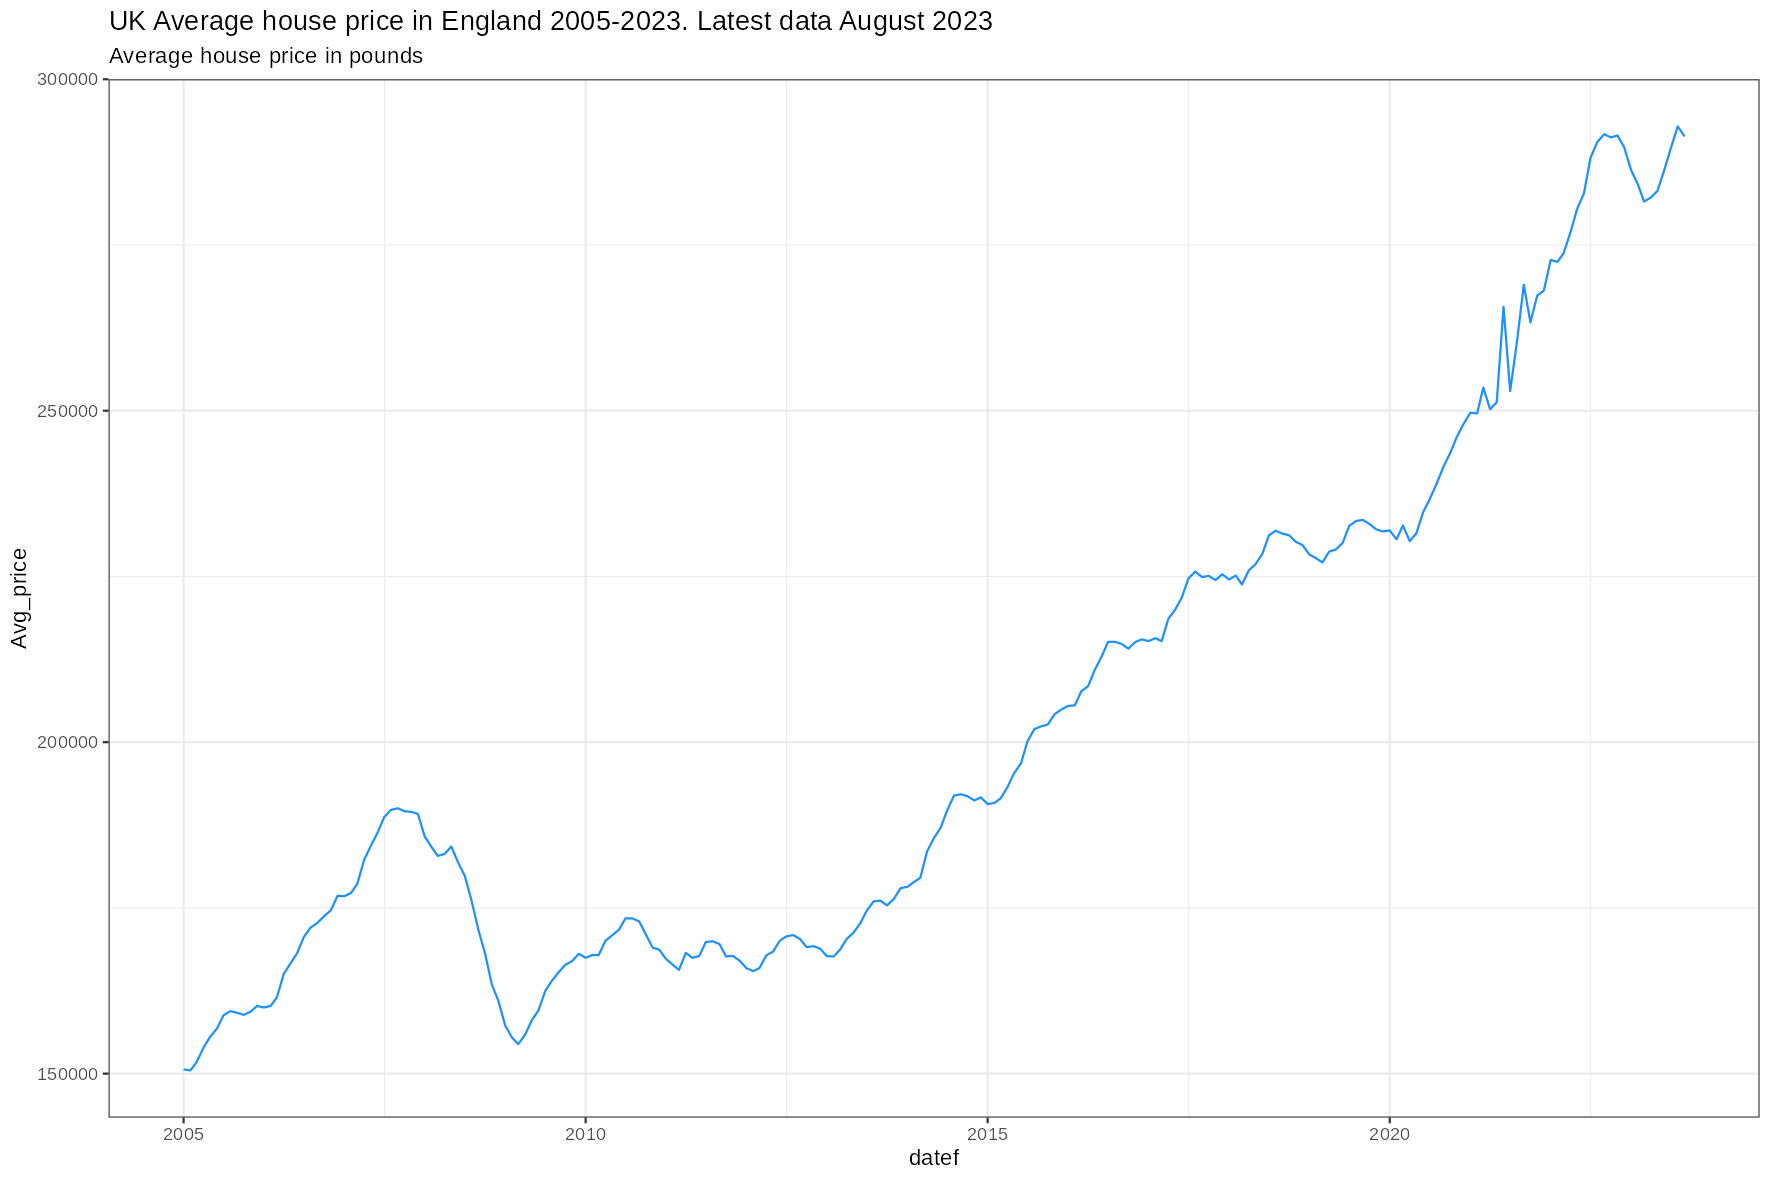 UK Average house price in England 2005-2023. Latest data August 2023
Average house price in pounds
300000
250000
200000
150000
Avg_price
2005 2010 2015 2020
datef